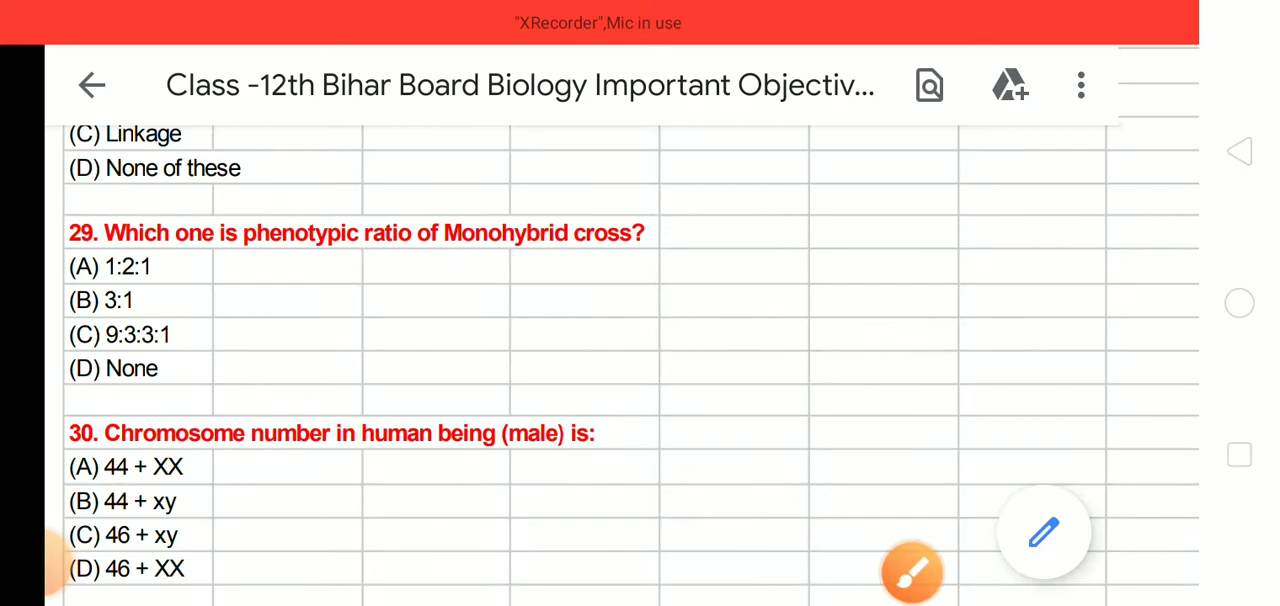 "XRecorder",Mic in use
Class -12th Bihar Board Biology Important Objectiv...
(C) Linkage
(D) None of these
29. Which one is phenotypic ratio of Monohybrid cross?
(A) 1:2:1
(B) 3:1
(C) 9:3:3:1
(D) None
30. Chromosome number in human being (male) is:
(A) 44 + XX
(B) 44 + xy
(C) 46 + xy
(D) 46 + XX